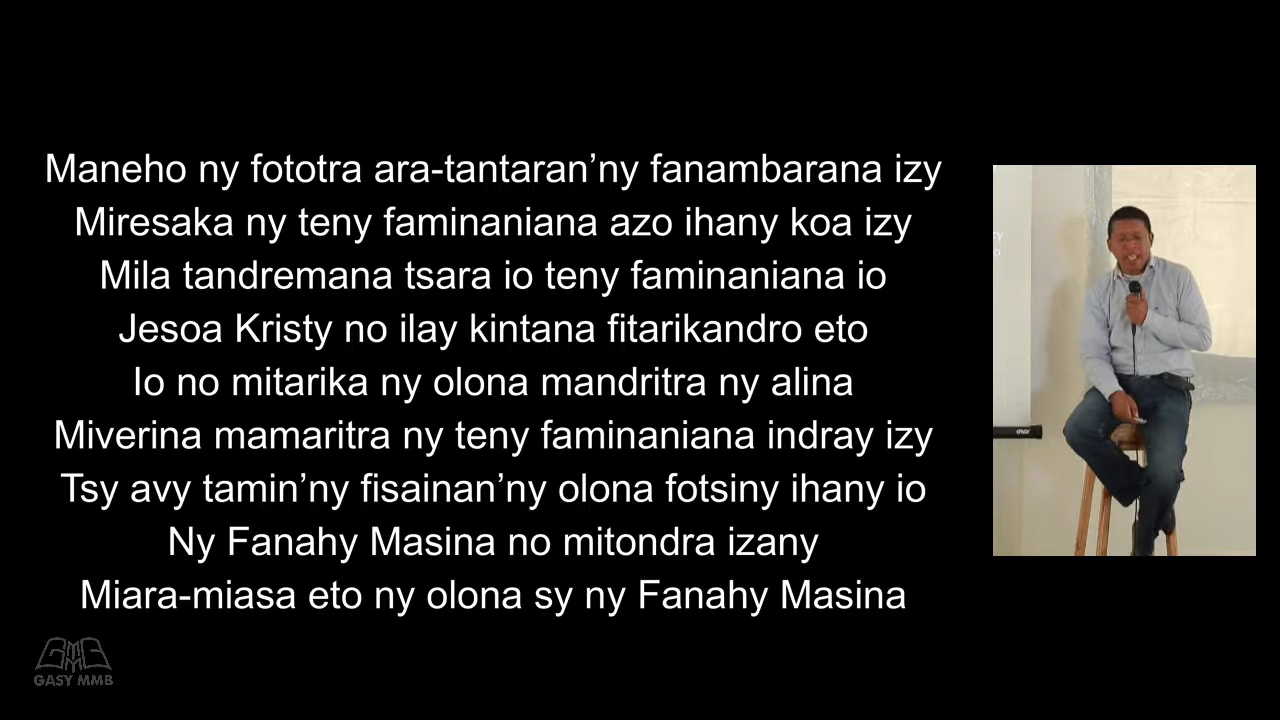 Maneho ny fototra ara-tantaran’ny fanambarana izy
Miresaka ny teny faminaniana azo ihany koa izy
Mila tandremana tsara io teny faminaniana io
Jesoa Kristy no ilay kintana fitarikandro eto
Io no mitarika ny olona mandritra ny alina
Miverina mamaritra ny teny faminaniana indray izy
Tsy avy tamin’ny fisainan’ny olona fotsiny ihany io
Ny Fanahy Masina no mitondra izany
Miara-miasa eto ny olona sy ny Fanahy Masina
GASY MMB